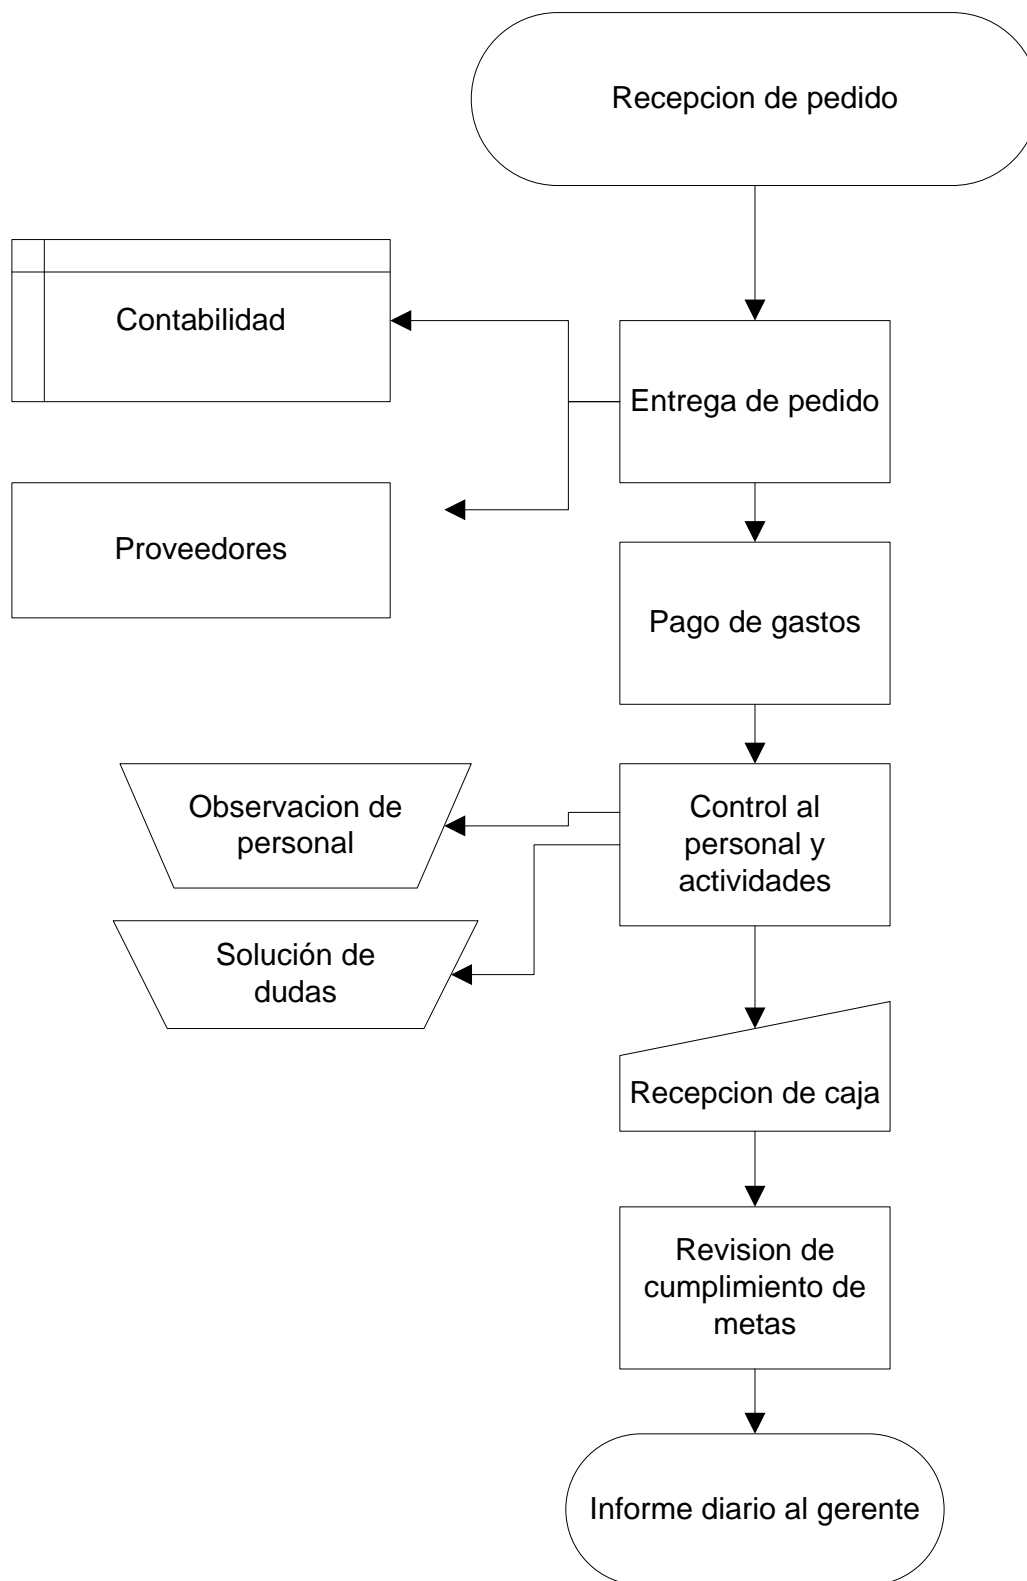 Recepcion de pedido
Contabilidad
Entrega de pedido
Proveedores
Pago de gastos
Observacion de
personal
Control al
personal y
actividades
Solución de
dudas
Recepcion de caja
Revision de
cumplimiento de
metas
Informe diario al gerente